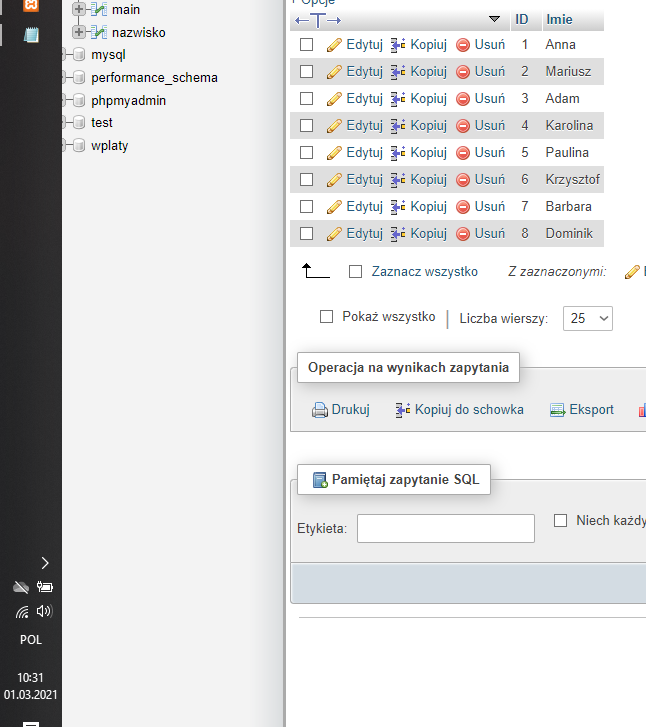 main
nazwisko
mysql
performance_schema
phpmyadmin
test
wplaty
+ Opcje
←T→ ID Imie
Edytuj Kopiuj Usuń 1 Anna
Edytuj Kopiuj Usuń 2 Mariusz
Edytuj Kopiuj Usuń 3 Adam
Edytuj Kopiuj Usuń 4 Karolina
Edytuj Kopiuj Usuń 5 Paulina
Edytuj Kopiuj Usuń 6 Krzysztof
Edytuj Kopiuj Usuń 7 Barbara
Edytuj Kopiuj Usuń 8 Dominik
Zaznacz wszystko Z zaznaczonymi:
Pokaż wszystko | Liczba wierszy: 25
Operacja na wynikach zapytania
Drukuj Kopiuj do schowka Eksport
Pamiętaj zapytanie SQL
Etykieta: Niech każdy
POL
10:31
01.03.2021